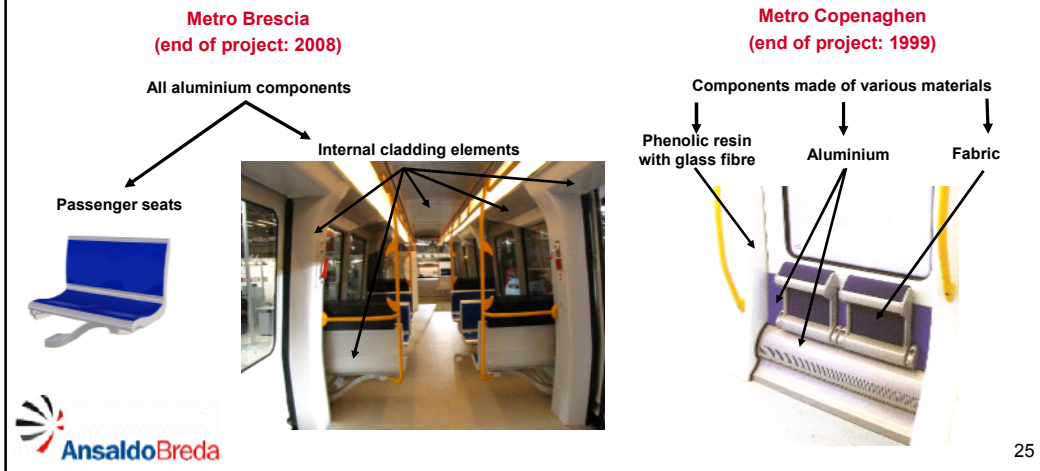 Metro Brescia
(end of project: 2008)
All aluminium components
Internal cladding elements
Passenger seats
Metro Copenaghen
(end of project: 1999)
Components made of various materials
Phenolic resin
with glass fibre
Aluminium
Fabric
AnsaldoBreda
25